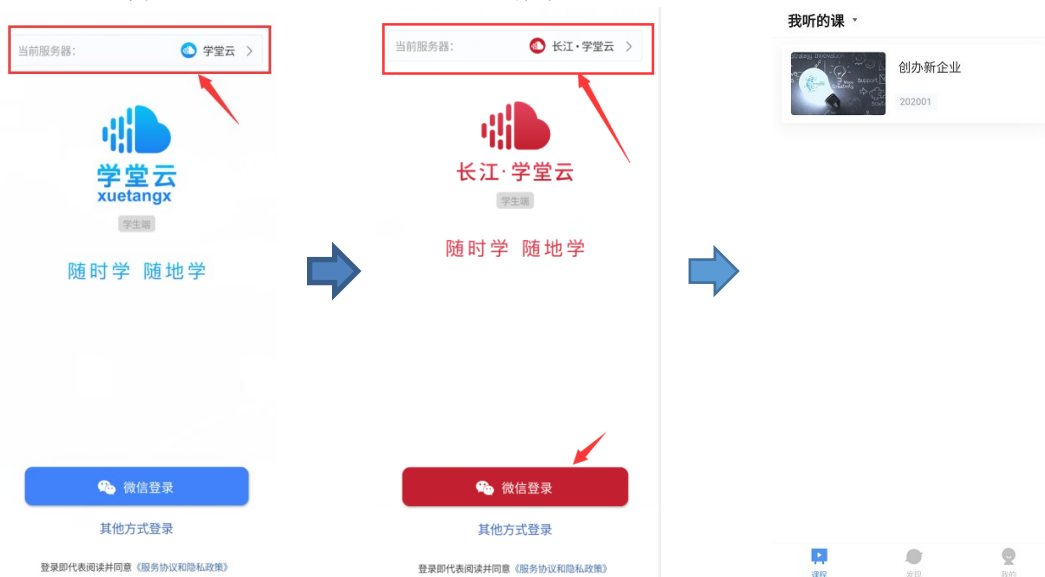 当前服务器:
学堂云
学堂云
xuetangx
学生端
随时学 随地学
微信登录
其他方式登录
登录即代表阅读并同意《服务协议和隐私政策》
当前服务器:
长江·学堂云
长江·学堂云
学生端
随时学 随地学
微信登录
其他方式登录
登录即代表阅读并同意《服务协议和隐私政策》
我听的课
创办新企业
202001
课程
发现
我的